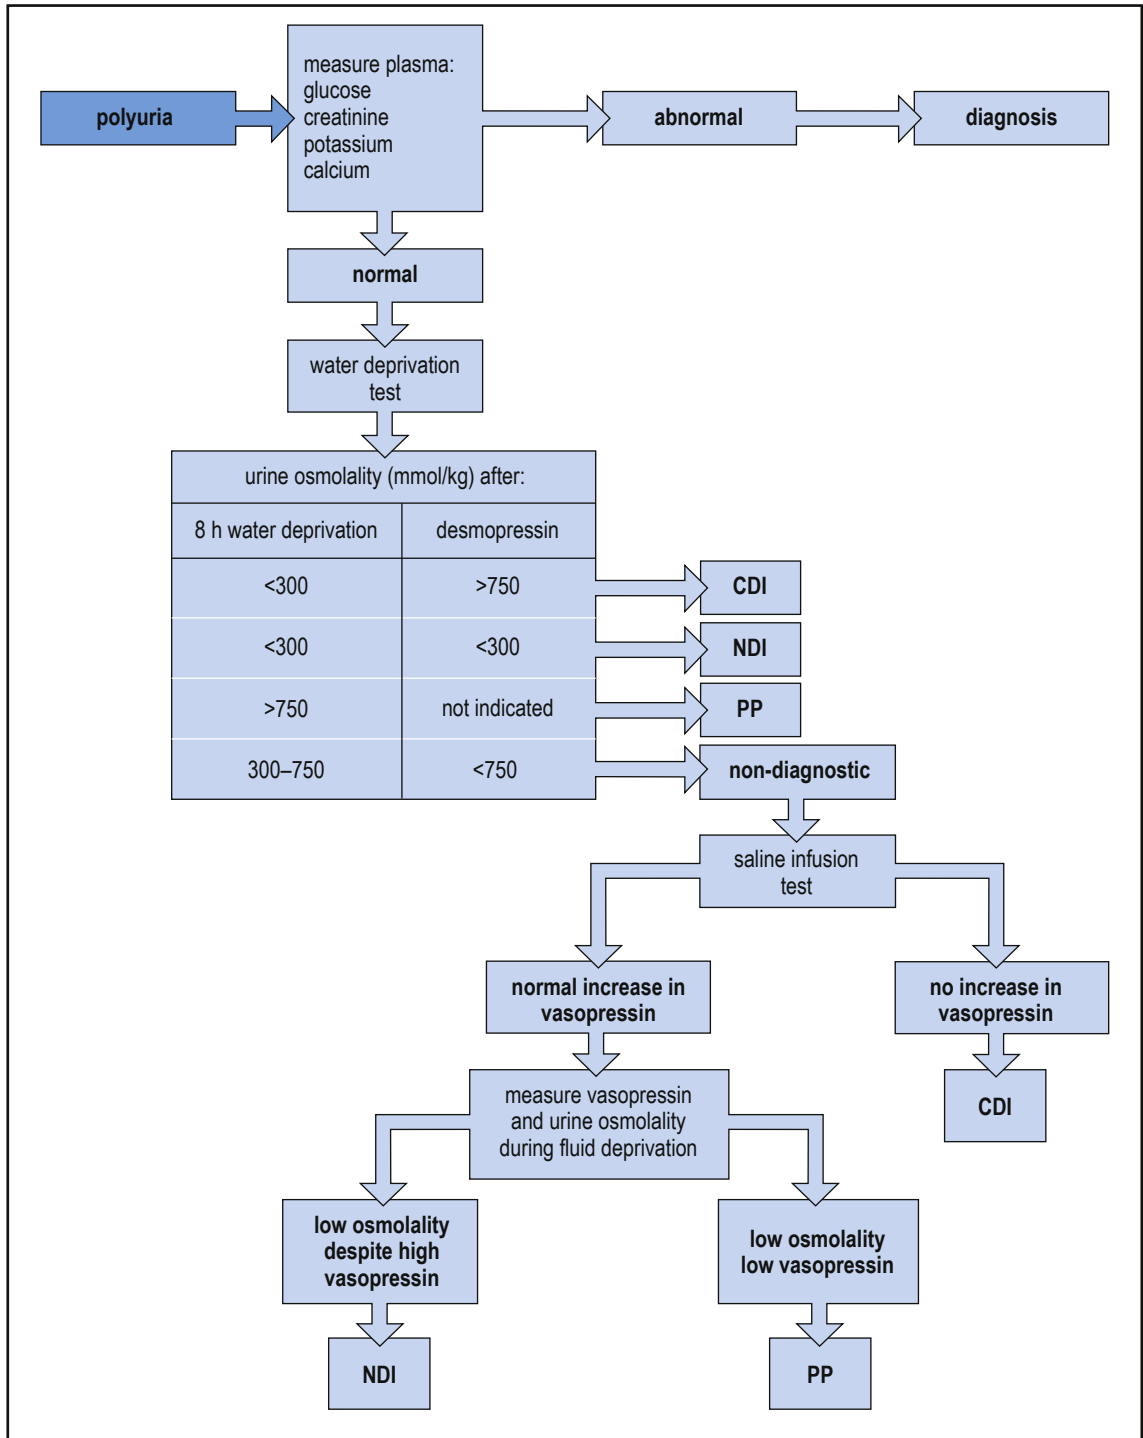 polyuria
measure plasma:
glucose
creatinine
potassium
calcium
abnormal
diagnosis
normal
water deprivation
test
urine osmolality (mmol/kg) after:
8 h water deprivation desmopressin
<300 >750
CDI
<300 <300
NDI
>750 not indicated
PP
300–750 <750
non-diagnostic
saline infusion
test
normal increase in
vasopressin
no increase in
vasopressin
measure vasopressin
and urine osmolality
during fluid deprivation
CDI
low osmolality
despite high
vasopressin
low osmolality
low vasopressin
NDI
PP